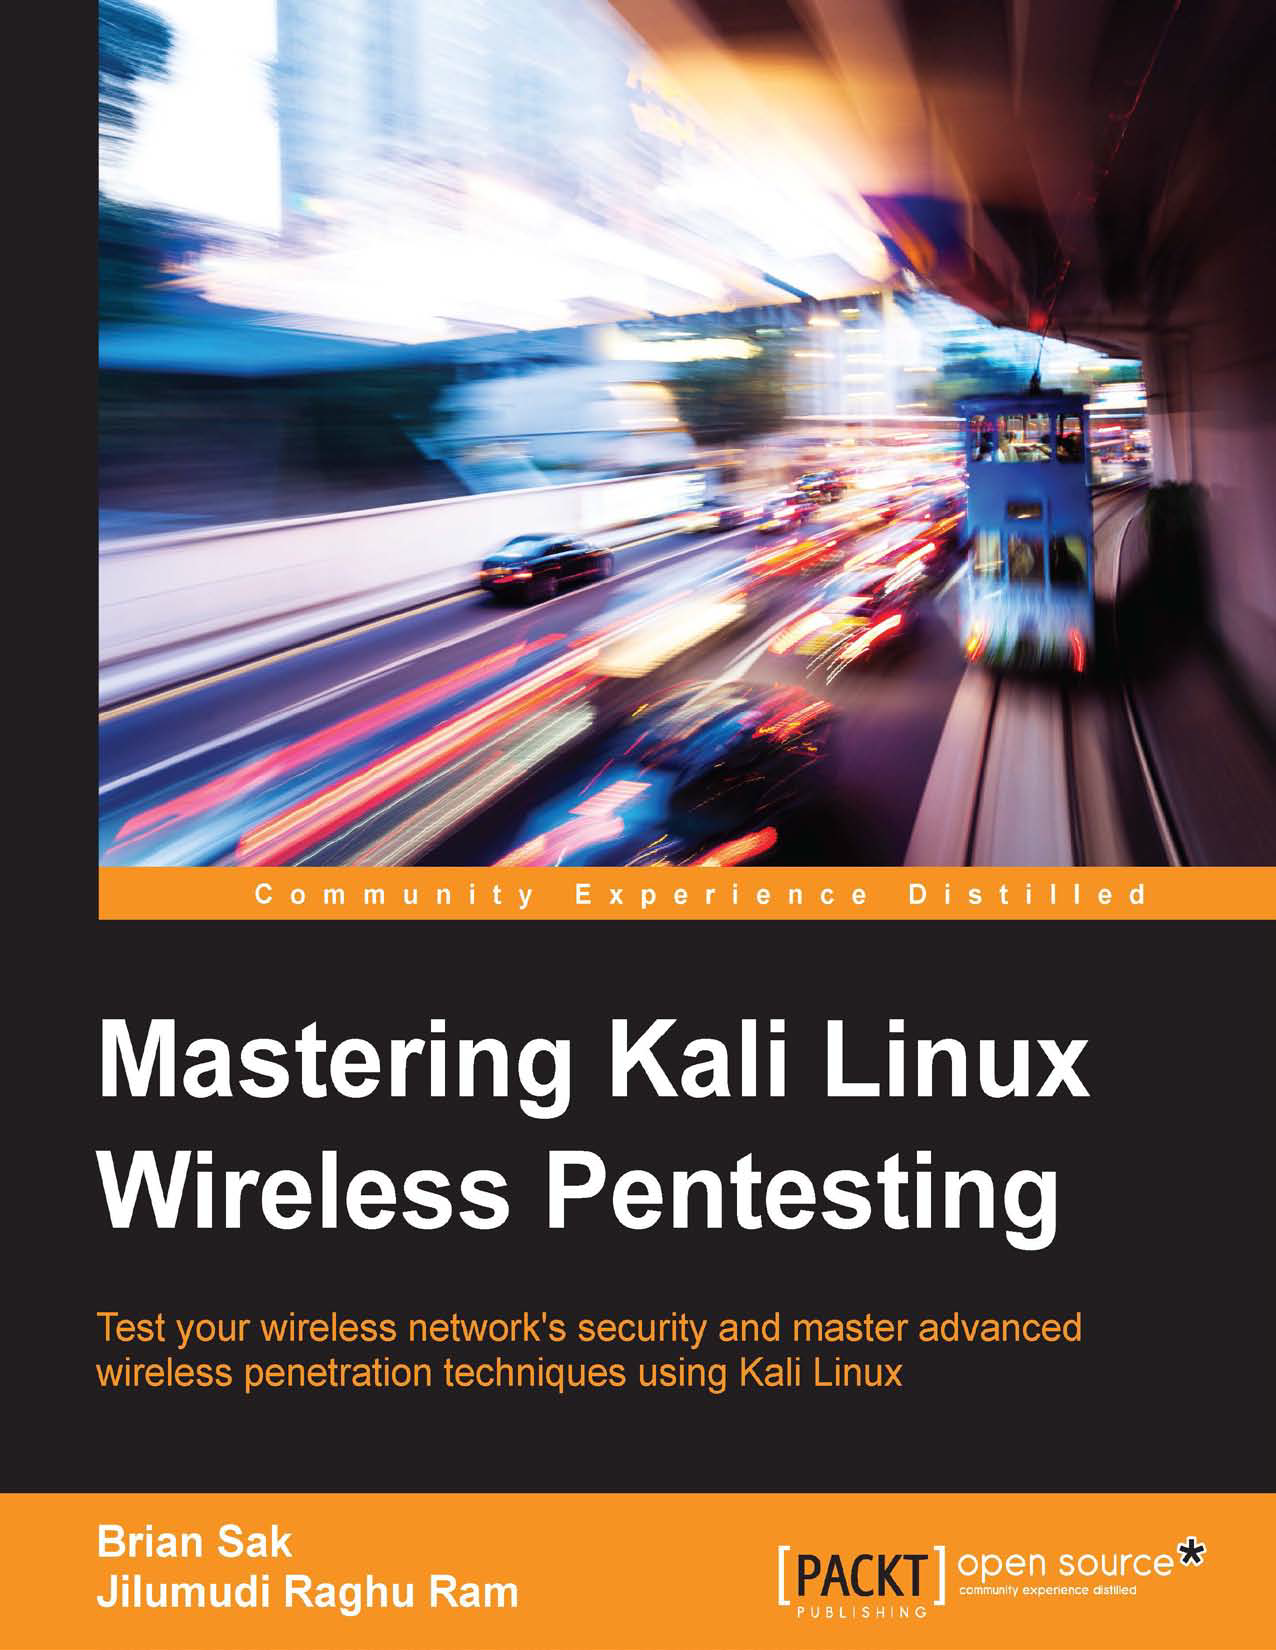 Community Experience Distilled
Mastering Kali Linux
Wireless Pentesting
Test your wireless network's security and master advanced
wireless penetration techniques using Kali Linux
Brian Sak
Jilumudi Raghu Ram
[PACKT] open source*
PUBLISHING community experience distilled